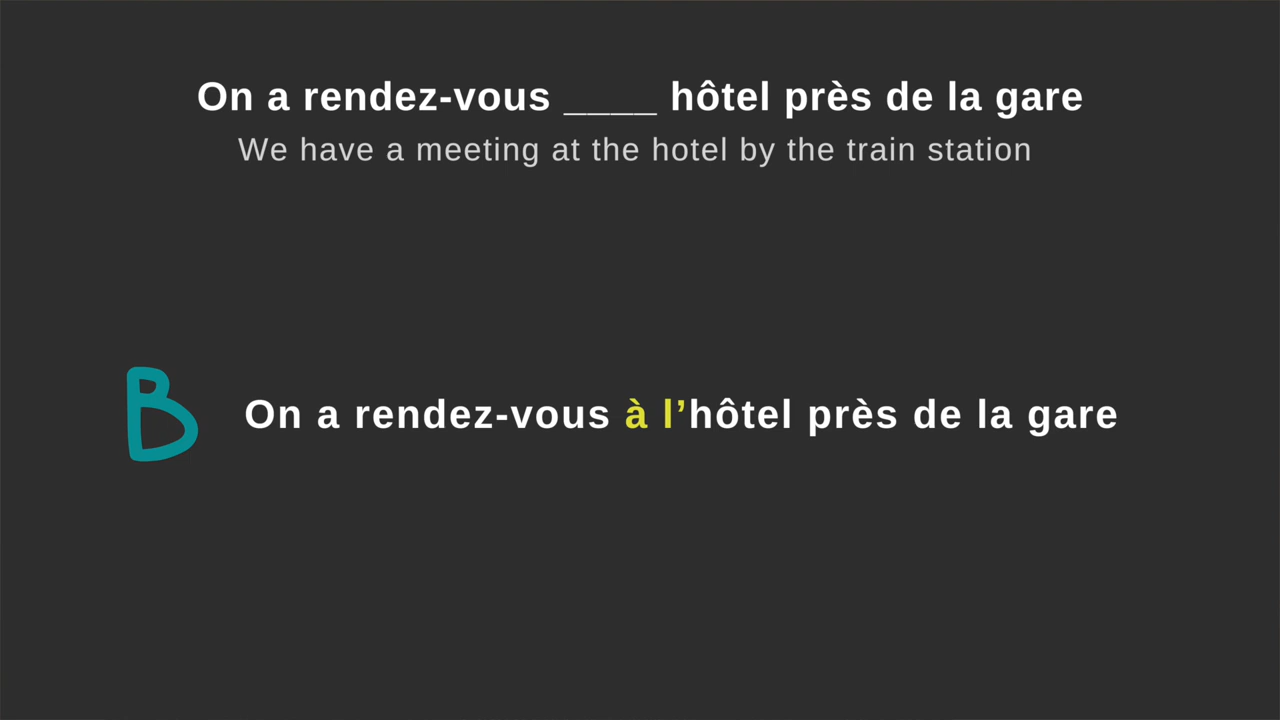 On a rendez-vous ____ hôtel près de la gare
We have a meeting at the hotel by the train station
B On a rendez-vous à l’hôtel près de la gare